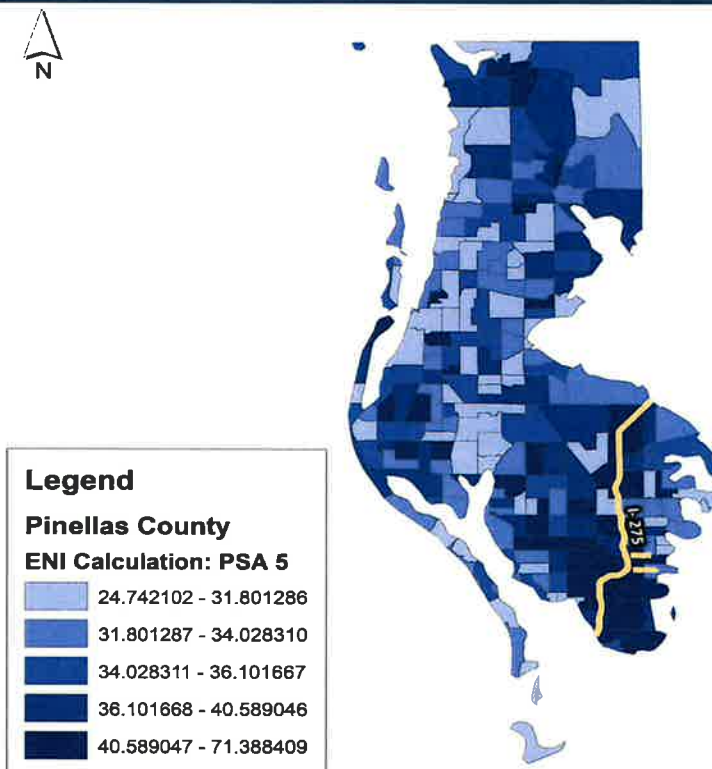 N
I-275
Legend
Pinellas County
ENI Calculation: PSA 5
24.742102 - 31.801286
31.801287 - 34.028310
34.028311 - 36.101667
36.101668 - 40.589046
40.589047 - 71.388409